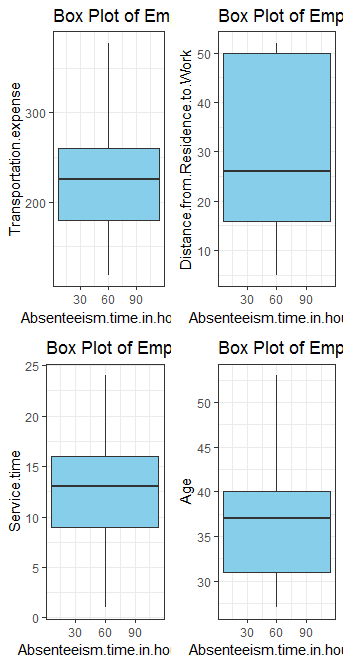 Box Plot of Em
Transportation.expense
300
200
30 60 90
Absenteeism.time.in.hou
Box Plot of Emp
Distance.from.Residence.to.Work
50
40
30
20
10
30 60 90
Absenteeism.time.in.hou
Box Plot of Emp
Service.time
25
20
15
10
5
0
30 60 90
Absenteeism.time.in.hou
Box Plot of Emp
Age
50
45
40
35
30
30 60 90
Absenteeism.time.in.hou